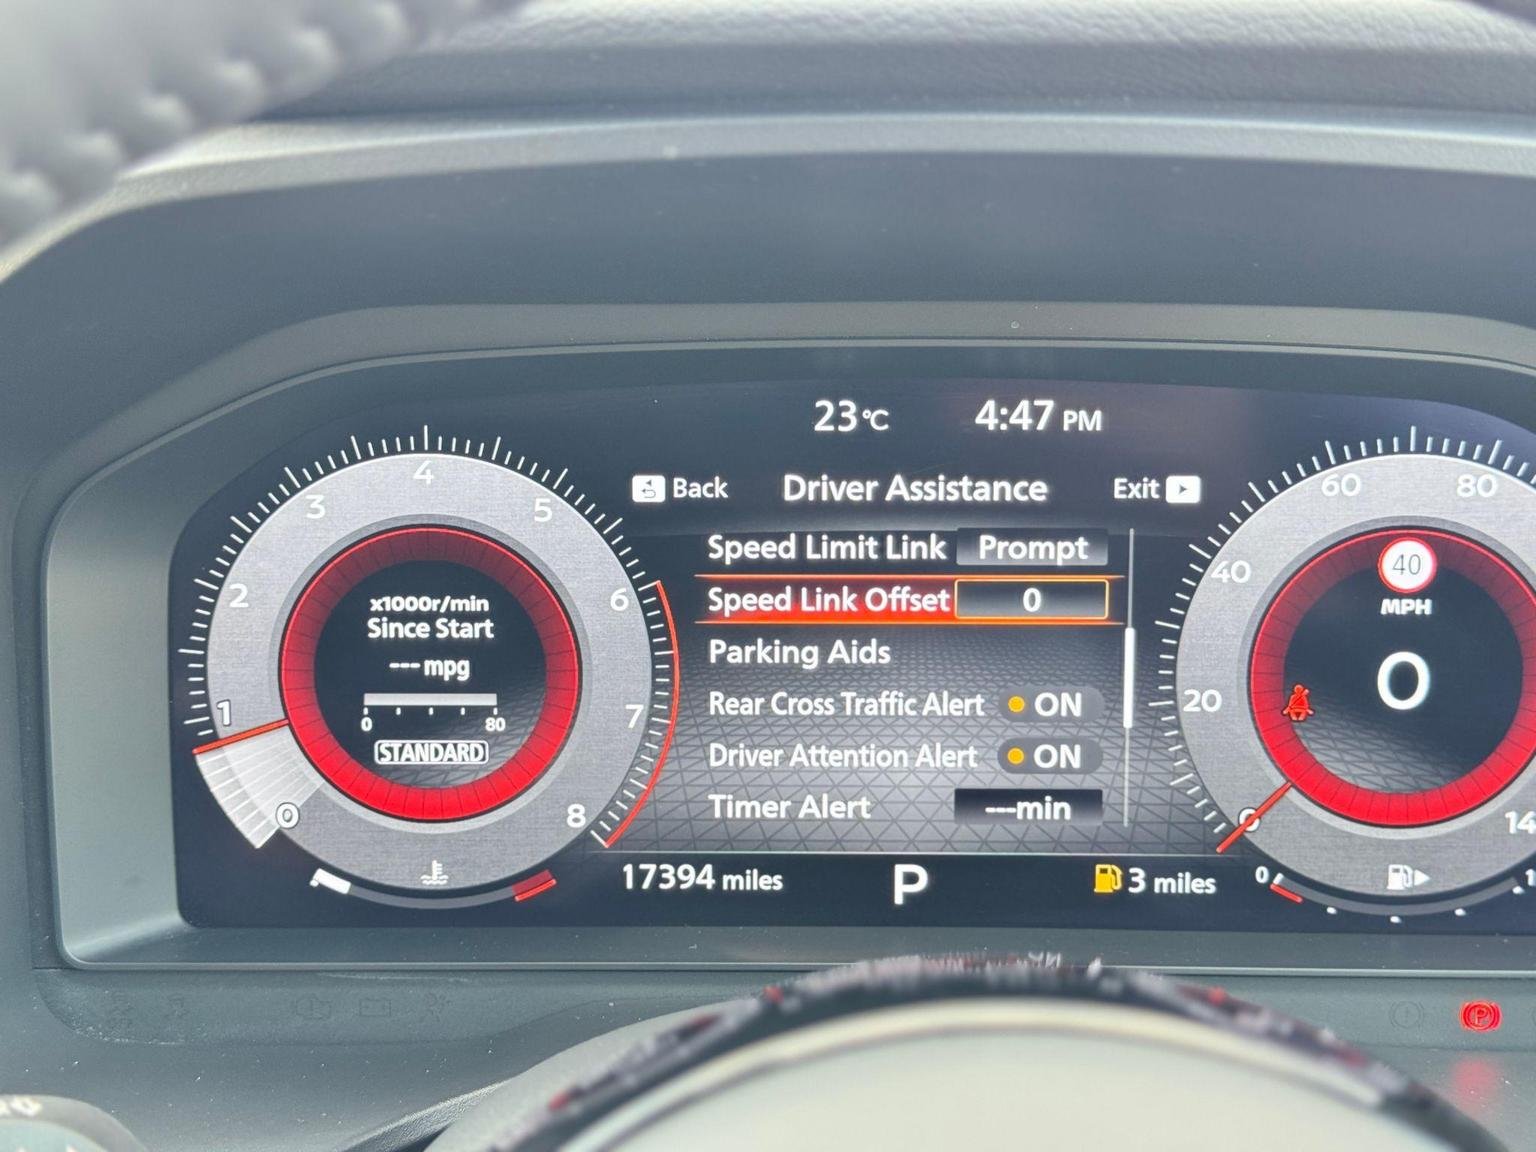 23°C 4:47 PM
Back Driver Assistance Exit
Speed Limit Link Prompt
Speed Link Offset 0
Parking Aids
Rear Cross Traffic Alert ON
Driver Attention Alert ON
Timer Alert ---min
17394 miles P 3 miles
0 1 2 3 4 5 6 7 8
x1000r/min
Since Start
--- mpg
0 80
STANDARD
0 20 40 60 80
40
MPH
0
0
P